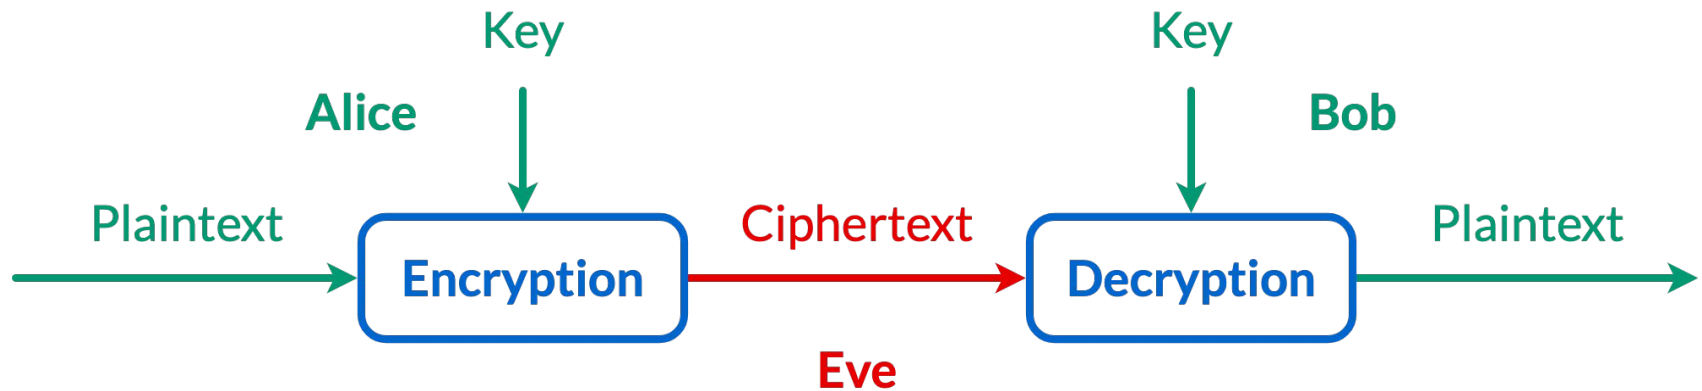 Key
Key
Alice
Bob
Plaintext
Ciphertext
Plaintext
Encryption
Decryption
Eve